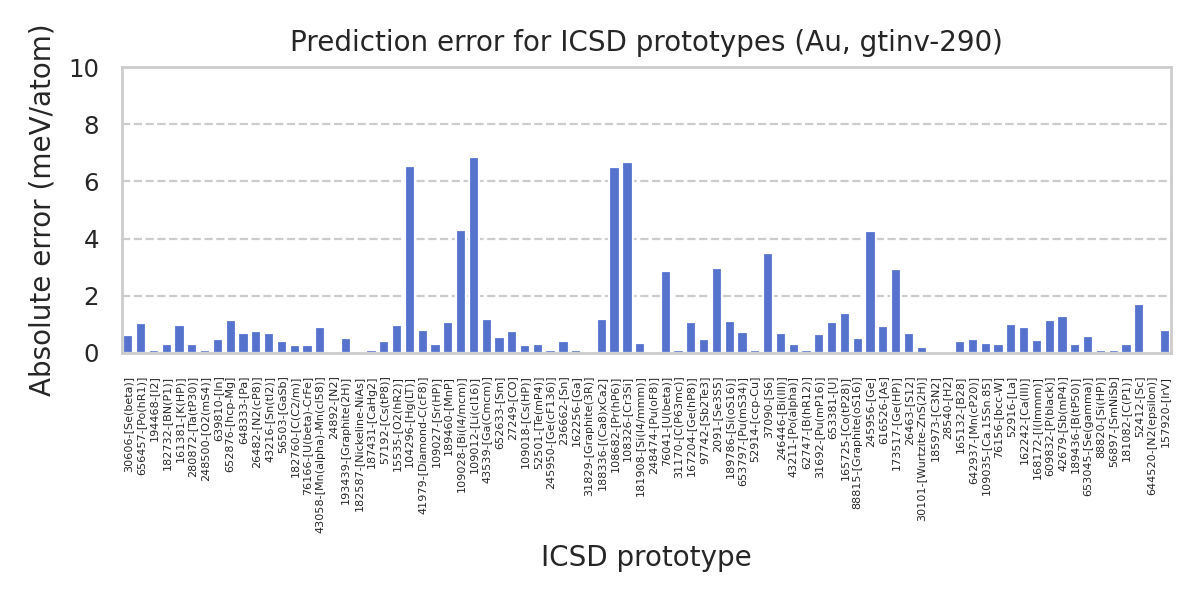 Prediction error for ICSD prototypes (Au, gtinv-290)
Absolute error (meV/atom)
10
8
6
4
2
0
30606-[Se(beta)]
656457-[Po(hR1)]
194468-[I2]
182732-[BN(P1)]
161381-[K(HP)]
280872-[Ta(tP30)]
248500-[O2(mS4)]
639810-[In]
652876-[hcp-Mg]
648333-[Pa]
26482-[N2(cP8)]
43216-[Sn(tI2)]
56503-[GaSb]
182760-[C(C2/m)]
76166-[U(beta)-CrFe]
43058-[Mn(alpha)-Mn(cI58)]
24892-[N2]
193439-[Graphite(2H)]
182587-[Nickeline-NiAs]
187431-[CaHg2]
57192-[Cs(tP8)]
15535-[O2(hR2)]
104296-[Hg(LT)]
41979-[Diamond-C(cF8)]
109027-[Sr(HP)]
189460-[MnP]
109028-[Bi(I4/mcm)]
109012-[Li(cI16)]
43539-[Ga(Cmcm)]
652633-[Sm]
27249-[CO]
109018-[Cs(HP)]
52501-[Te(mP4)]
245950-[Ge(cF136)]
236662-[Sn]
162256-[Ga]
31829-[Graphite(3R)]
188336-[(Ca8)xCa2]
108682-[Pr(hP6)]
108326-[Cr3Si]
181908-[Si(I4/mmm)]
248474-[Pu(oF8)]
76041-[U(beta)]
31170-[C(P63mc)]
167204-[Ge(hP8)]
97742-[Sb2Te3]
2091-[Se3S5]
189786-[Si(oS16)]
653797-[Pu(mS34)]
52914-[ccp-Cu]
37090-[S6]
246446-[Bi(III)]
43211-[Po(alpha)]
62747-[B(hR12)]
31692-[Pu(mP16)]
653381-[U]
165725-[Co(tP28)]
88815-[Graphite(oS16)]
245956-[Ge]
616526-[As]
173517-[Ge(HP)]
26463-[S12]
30101-[Wurtzite-ZnS(2H)]
185973-[C3N2]
28540-[H2]
165132-[B28]
642937-[Mn(cP20)]
109035-[Ca.15Sn.85]
76156-[bcc-W]
52916-[La]
162242-[Ca(III)]
168172-[I(Immm)]
609832-[P(black)]
42679-[Sb(mP4)]
189436-[B(tP50)]
653045-[Se(gamma)]
88820-[Si(HP)]
56897-[SmNiSb]
181082-[C(P1)]
52412-[Sc]
644520-[N2(epsilon)]
157920-[IrV]
ICSD prototype